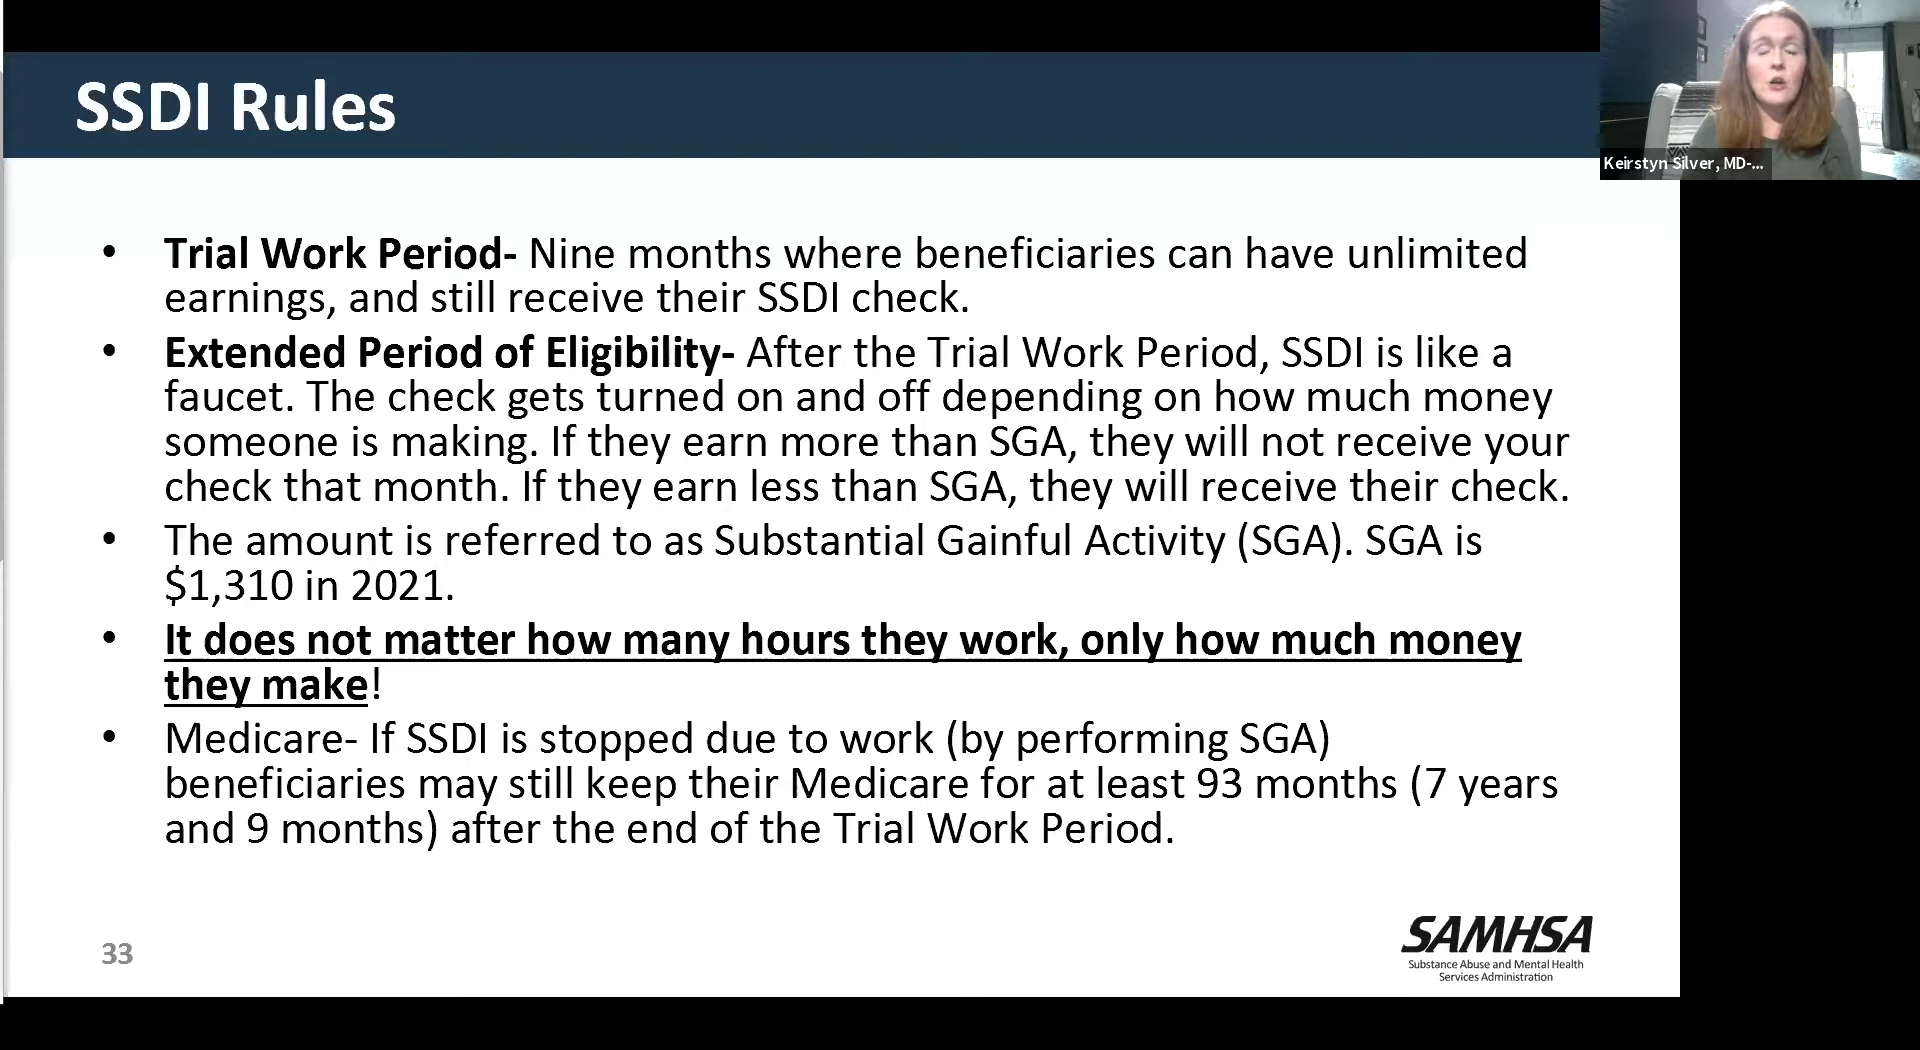 SSDI Rules
Keirstyn Silver, MD-...
• Trial Work Period- Nine months where beneficiaries can have unlimited
earnings, and still receive their SSDI check.
• Extended Period of Eligibility- After the Trial Work Period, SSDI is like a
faucet. The check gets turned on and off depending on how much money
someone is making. If they earn more than SGA, they will not receive your
check that month. If they earn less than SGA, they will receive their check.
• The amount is referred to as Substantial Gainful Activity (SGA). SGA is
$1,310 in 2021.
• It does not matter how many hours they work, only how much money
they make!
• Medicare- If SSDI is stopped due to work (by performing SGA)
beneficiaries may still keep their Medicare for at least 93 months (7 years
and 9 months) after the end of the Trial Work Period.
33
SAMHSA
Substance Abuse and Mental Health
Services Administration